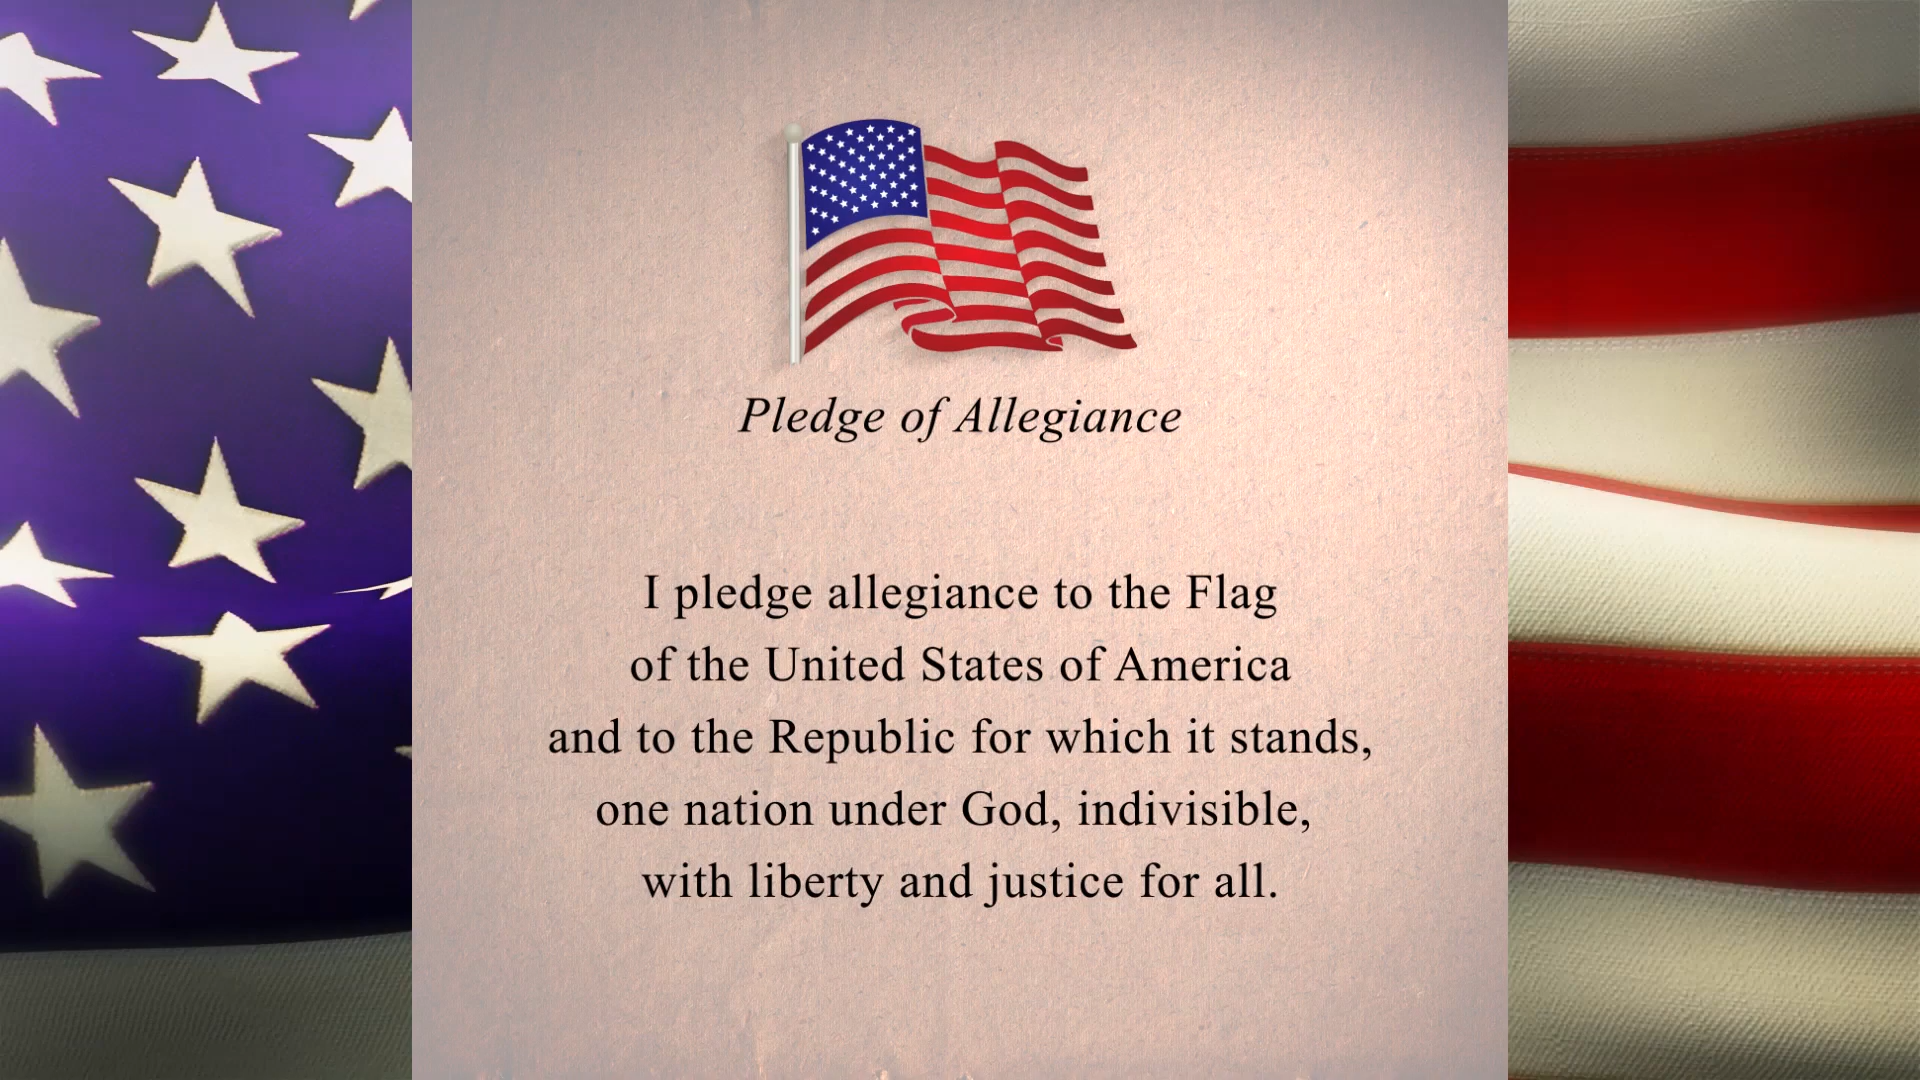 Pledge of Allegiance
I pledge allegiance to the Flag
of the United States of America
and to the Republic for which it stands,
one nation under God, indivisible,
with liberty and justice for all.